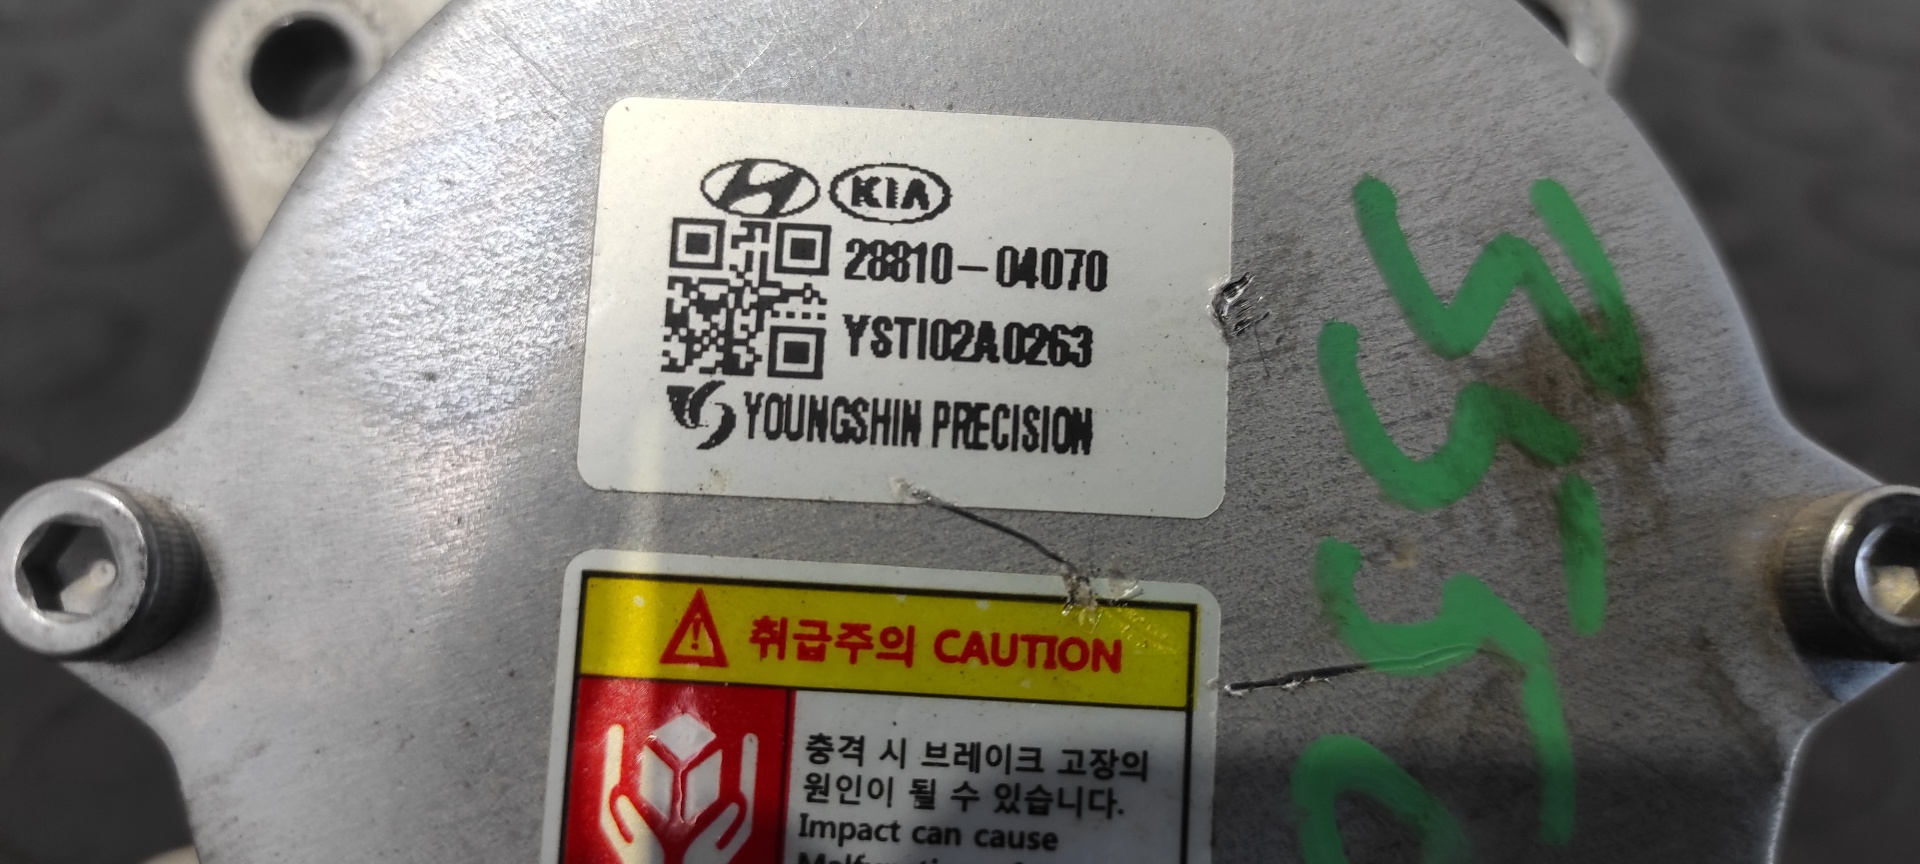 KIA
28810-04070
YST102A0263
YOUNGSHIN PRECISION
취급주의 CAUTION
충격 시 브레이크 고장의
원인이 될 수 있습니다.
Impact can cause